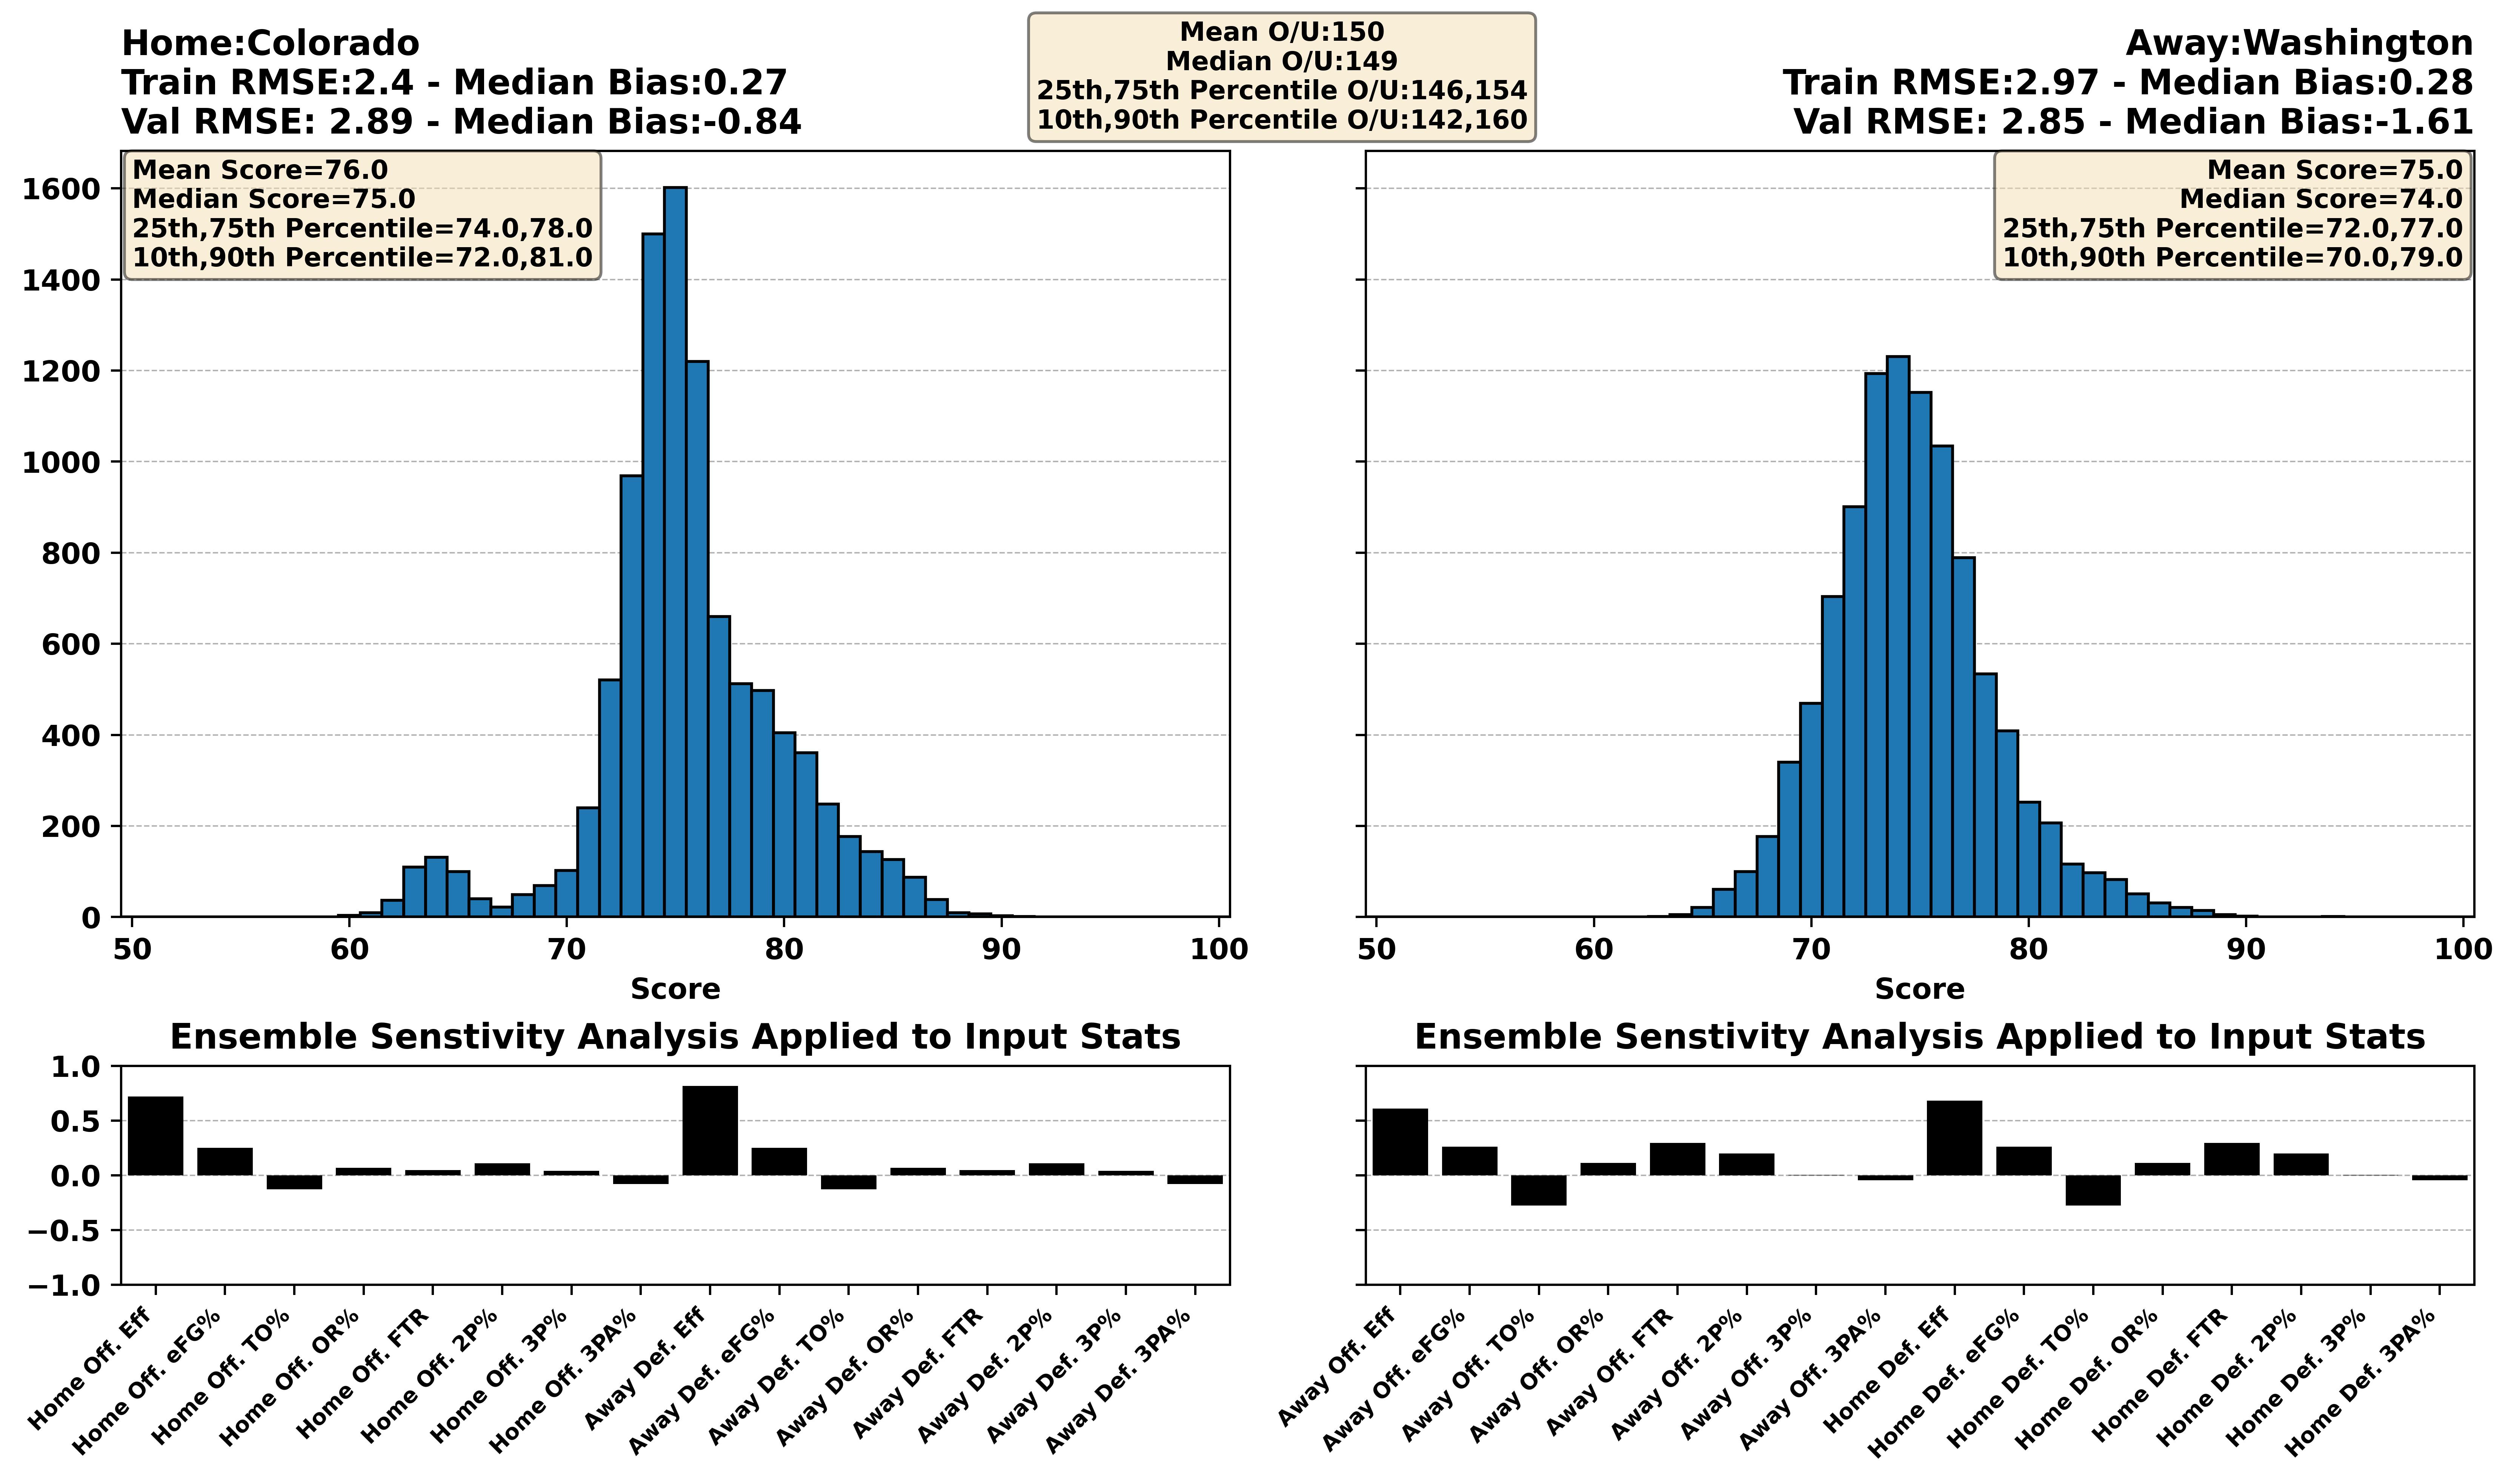 Home:Colorado
Train RMSE:2.4 - Median Bias:0.27
Val RMSE: 2.89 - Median Bias:-0.84
Mean O/U:150
Median O/U:149
25th,75th Percentile O/U:146,154
10th,90th Percentile O/U:142,160
Away:Washington
Train RMSE:2.97 - Median Bias:0.28
Val RMSE: 2.85 - Median Bias:-1.61
Mean Score=76.0
Median Score=75.0
25th,75th Percentile=74.0,78.0
10th,90th Percentile=72.0,81.0
1600
1400
1200
1000
800
600
400
200
0
50 60 70 80 90 100
Score
Mean Score=75.0
Median Score=74.0
25th,75th Percentile=72.0,77.0
10th,90th Percentile=70.0,79.0
50 60 70 80 90 100
Score
Ensemble Senstivity Analysis Applied to Input Stats
1.0
0.5
0.0
−0.5
−1.0
Home Off. Eff
Home Off. eFG%
Home Off. TO%
Home Off. OR%
Home Off. FTR
Home Off. 2P%
Home Off. 3P%
Home Off. 3PA%
Away Def. Eff
Away Def. eFG%
Away Def. TO%
Away Def. OR%
Away Def. FTR
Away Def. 2P%
Away Def. 3P%
Away Def. 3PA%
Ensemble Senstivity Analysis Applied to Input Stats
Away Off. Eff
Away Off. eFG%
Away Off. TO%
Away Off. OR%
Away Off. FTR
Away Off. 2P%
Away Off. 3P%
Away Off. 3PA%
Home Def. Eff
Home Def. eFG%
Home Def. TO%
Home Def. OR%
Home Def. FTR
Home Def. 2P%
Home Def. 3P%
Home Def. 3PA%